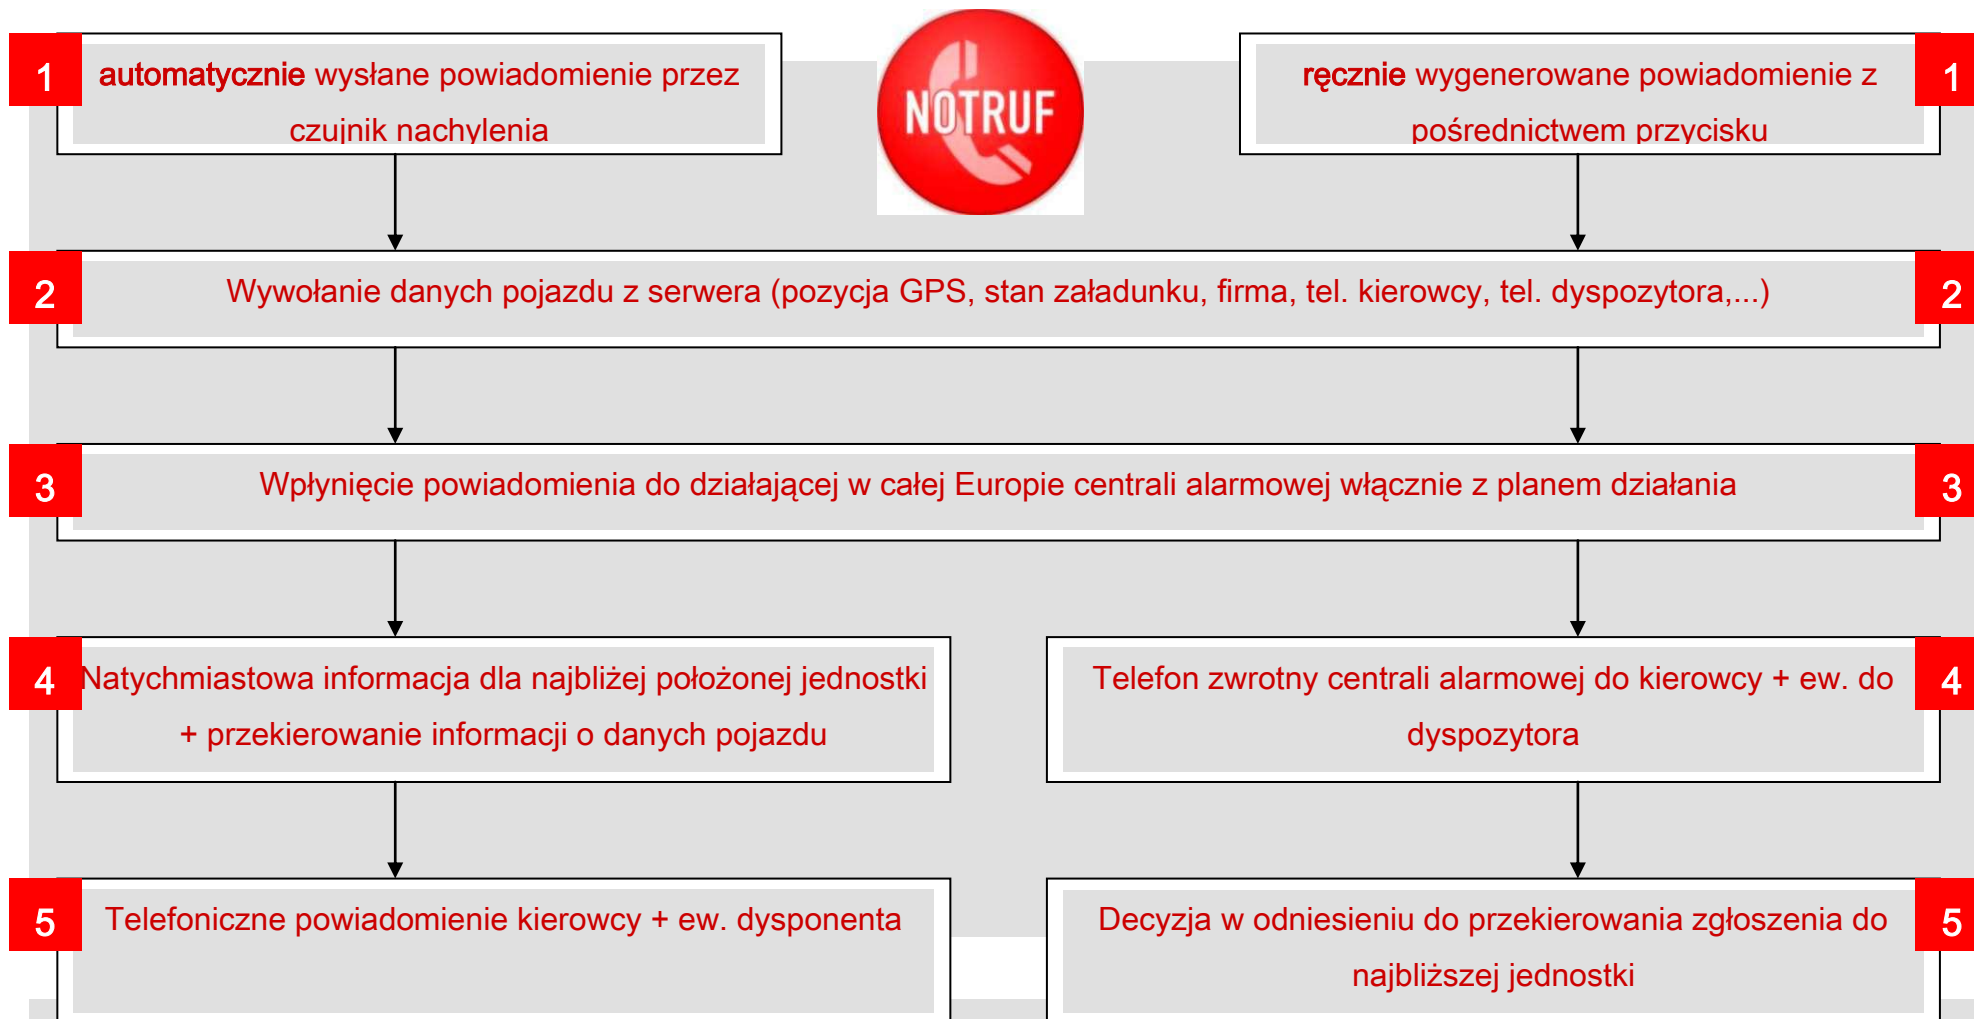 1
automatycznie wysłane powiadomienie przez
czujnik nachylenia
NOTRUF
ręcznie wygenerowane powiadomienie z
pośrednictwem przycisku
1
2
Wywołanie danych pojazdu z serwera (pozycja GPS, stan załadunku, firma, tel. kierowcy, tel. dyspozytora,...)
2
3
Wpłynięcie powiadomienia do działającej w całej Europie centrali alarmowej włącznie z planem działania
3
4
Natychmiastowa informacja dla najbliżej położonej jednostki
+ przekierowanie informacji o danych pojazdu
Telefon zwrotny centrali alarmowej do kierowcy + ew. do
dyspozytora
4
5
Telefoniczne powiadomienie kierowcy + ew. dysponenta
Decyzja w odniesieniu do przekierowania zgłoszenia do
najbliższej jednostki
5